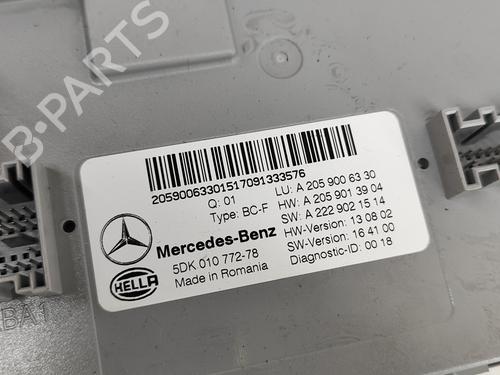 B-PARTS
20590063301517091333576
Q: 01
Type: BC-F
LU: A 205 900 63 30
HW: A 205 901 39 04
SW: A 222 902 15 14
HW-Version: 13 08 02
SW-Version: 16 41 00
Diagnostic-ID: 00 18
Mercedes-Benz
5DK 010 772-78
Made in Romania
HELLA